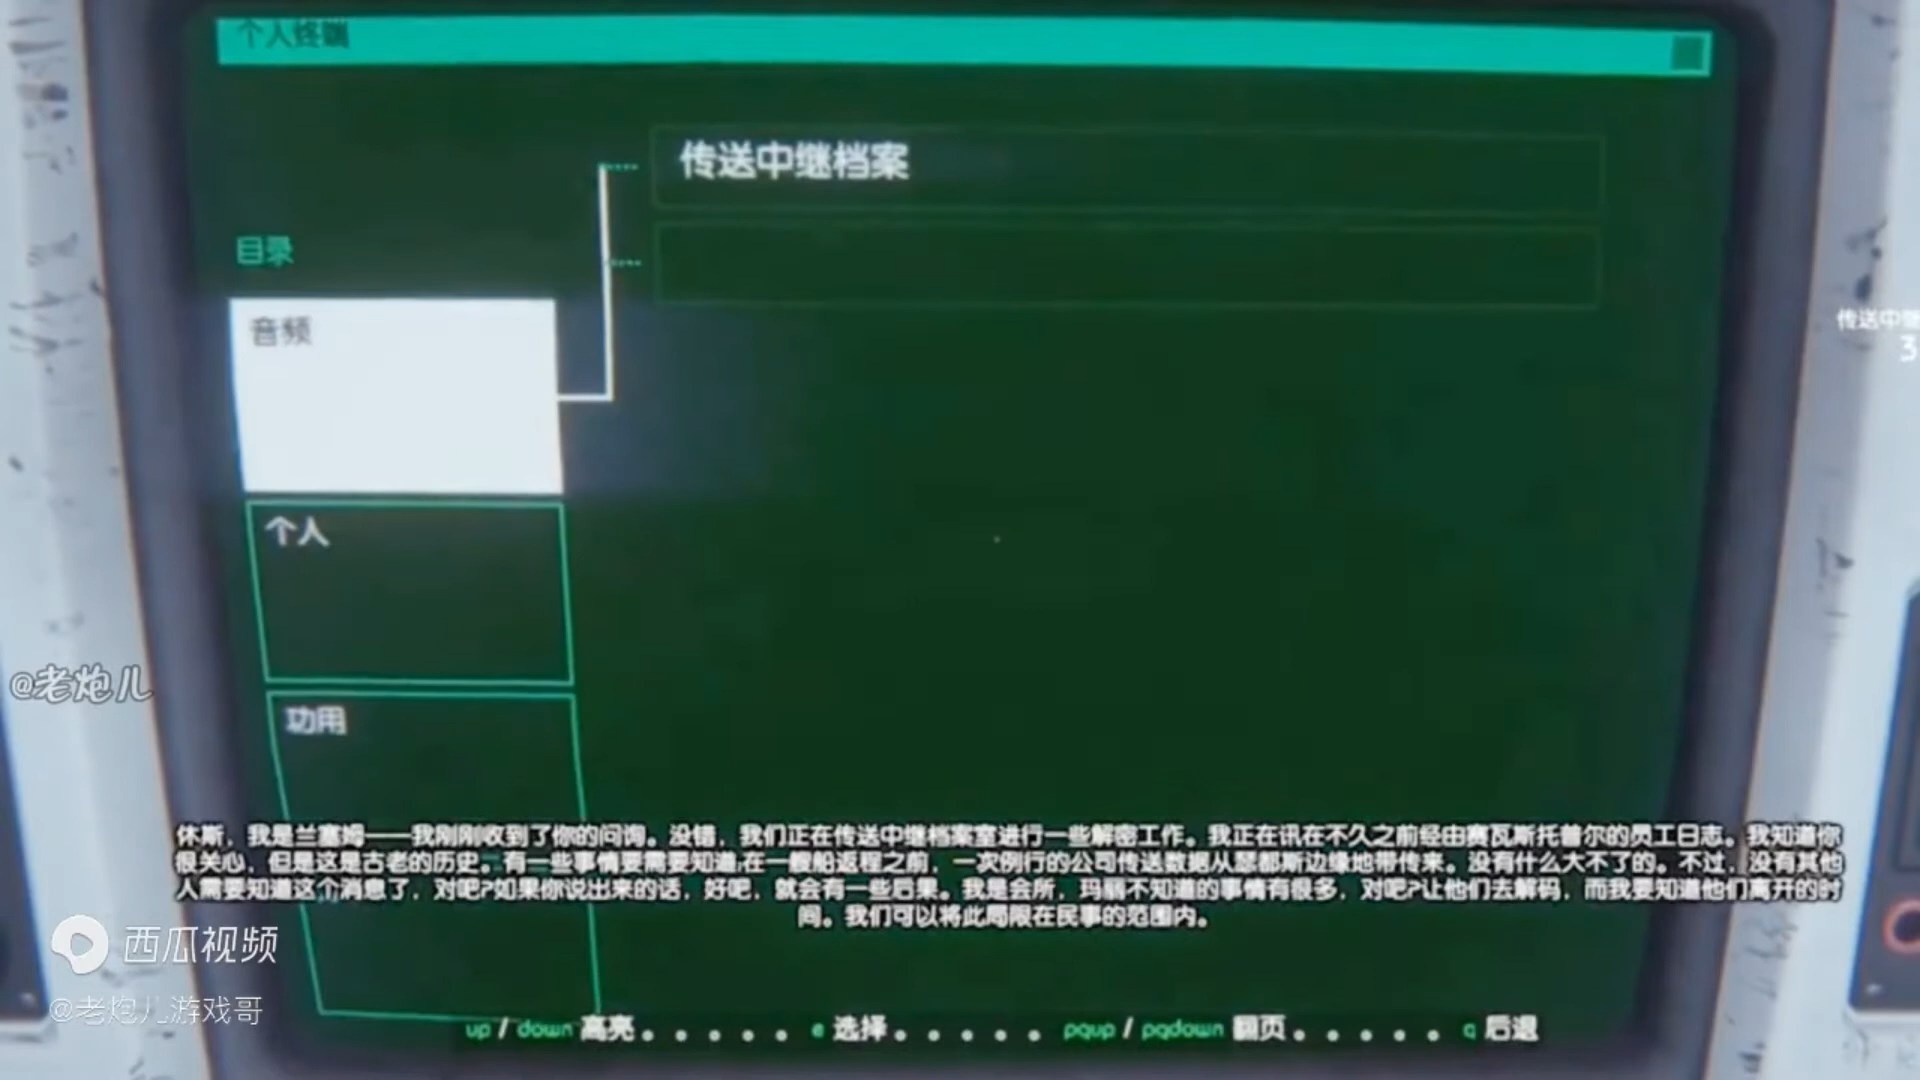 个人终端
传送中继档案
目录
音频
传送中继
3
个人
@老炮儿
功用
休斯，我是兰塞姆——我刚刚收到了你的问询。没错，我们正在传送中继档案室进行一些解密工作。我正在讯在不久之前经由赛瓦斯托普尔的员工日志。我知道你
很关心，但是这是古老的历史。有一些事情要需要知道,在一艘船返程之前，一次例行的公司传送数据从瑟都斯边缘地带传来。没有什么大不了的。不过，没有其他
人需要知道这个消息了，对吧?如果你说出来的话，好吧，就会有一些后果。我是会所，玛丽不知道的事情有很多，对吧?让他们去解码，而我要知道他们离开的时
间。我们可以将此局限在民事的范围内。
西瓜视频
@老炮儿游戏哥
up / down 高亮。。。。。e 选择。。。。。pgup / pgdown 翻页。。。。。q 后退